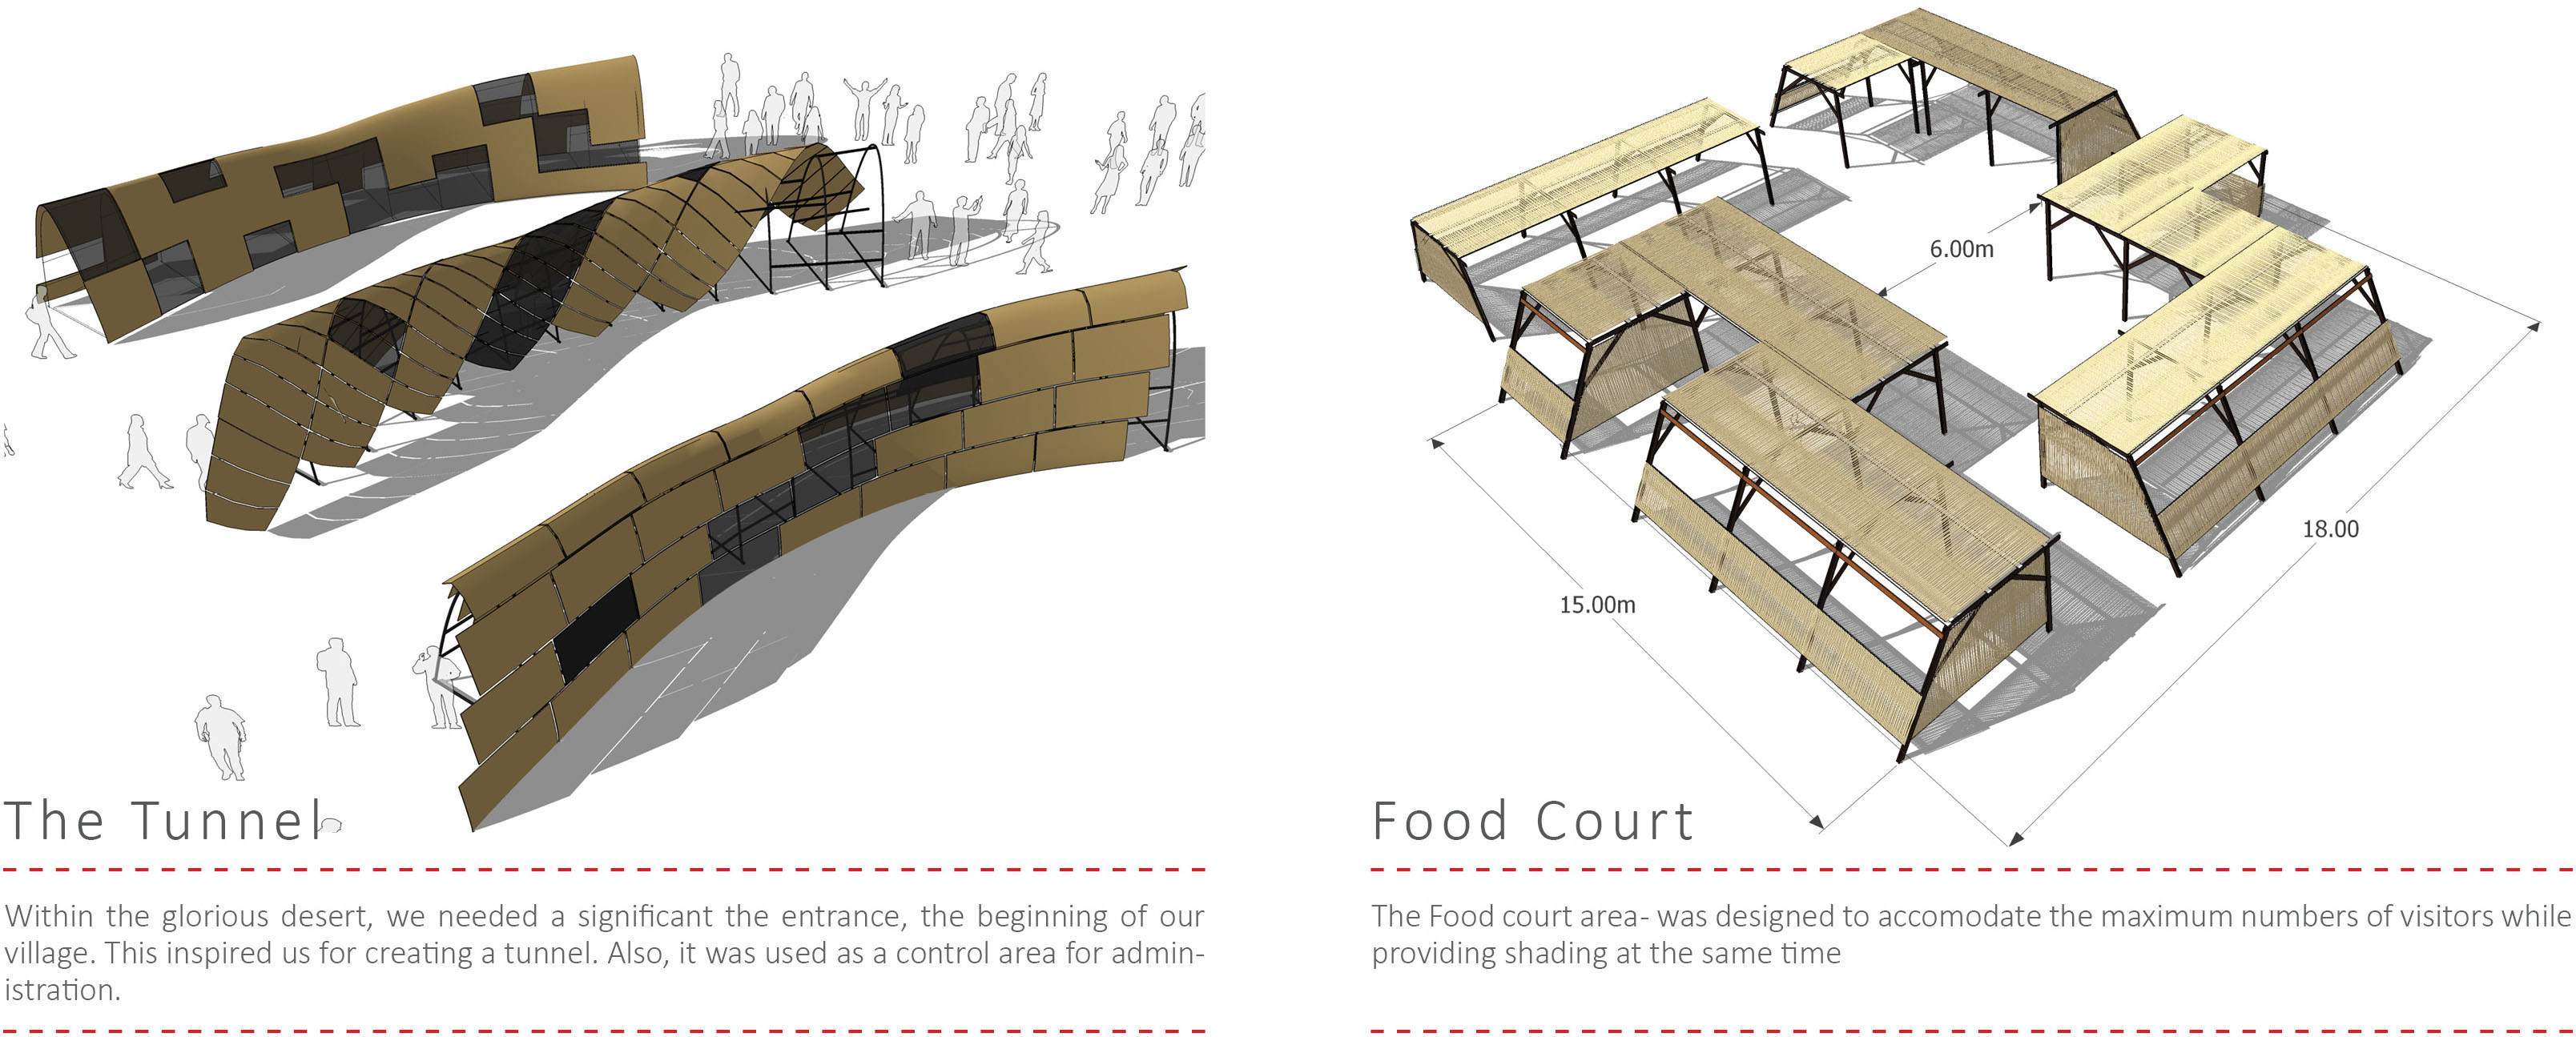 The Tunnel
Within the glorious desert, we needed a significant the entrance, the beginning of our
village. This inspired us for creating a tunnel. Also, it was used as a control area for admin-
istration.
6.00m
18.00
15.00m
Food Court
The Food court area- was designed to accomodate the maximum numbers of visitors while
providing shading at the same time